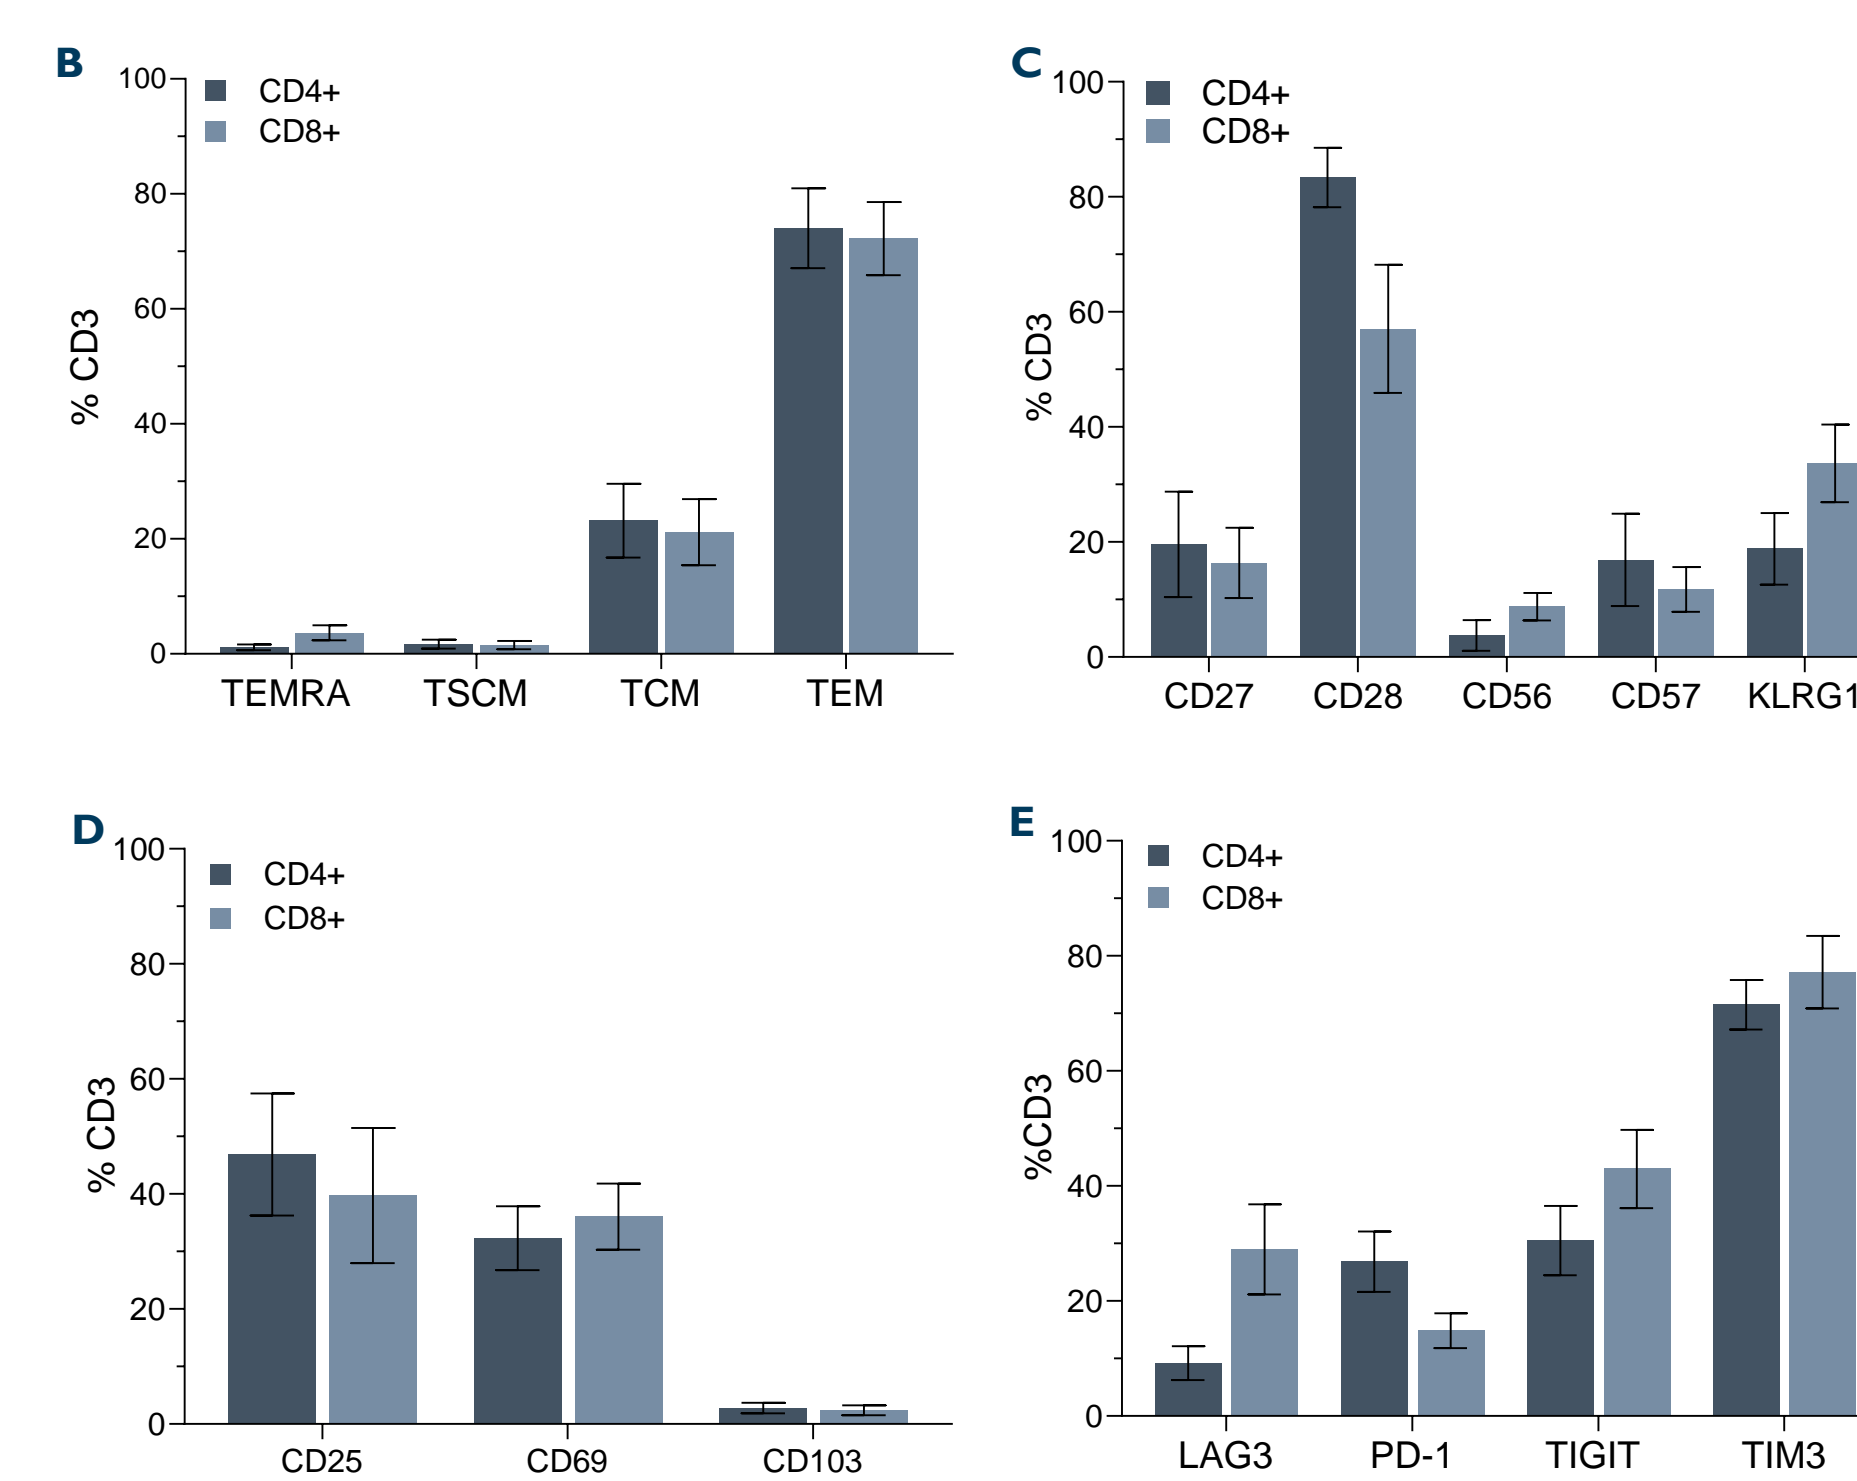 B
CD4+
CD8+
100
80
60
40
20
0
% CD3
TEMRA TSCM TCM TEM
C
CD4+
CD8+
100
80
60
40
20
0
% CD3
CD27 CD28 CD56 CD57 KLRG1
D
CD4+
CD8+
100
80
60
40
20
0
% CD3
CD25 CD69 CD103
E
CD4+
CD8+
100
80
60
40
20
0
%CD3
LAG3 PD-1 TIGIT TIM3